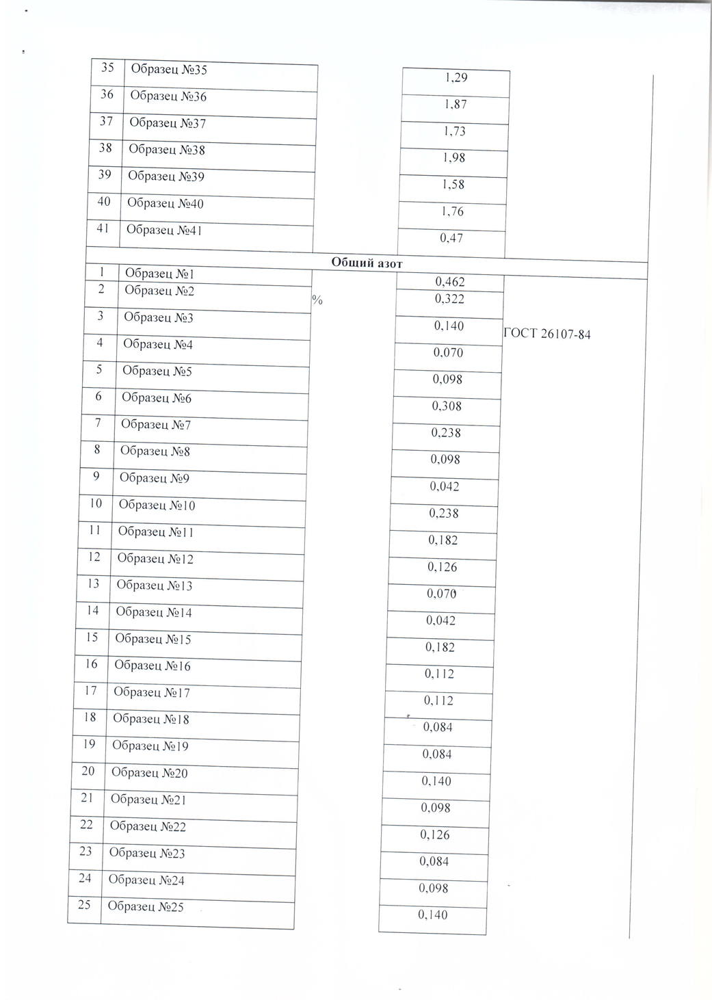 35 Образец №35 1,29
36 Образец №36 1,87
37 Образец №37 1,73
38 Образец №38 1,98
39 Образец №39 1,58
40 Образец №40 1,76
41 Образец №41 0,47
Общий азот
1 Образец №1 0,462
2 Образец №2 % 0,322
3 Образец №3 0,140 ГОСТ 26107-84
4 Образец №4 0,070
5 Образец №5 0,098
6 Образец №6 0,308
7 Образец №7 0,238
8 Образец №8 0,098
9 Образец №9 0,042
10 Образец №10 0,238
11 Образец №11 0,182
12 Образец №12 0,126
13 Образец №13 0,070
14 Образец №14 0,042
15 Образец №15 0,182
16 Образец №16 0,112
17 Образец №17 0,112
18 Образец №18 0,084
19 Образец №19 0,084
20 Образец №20 0,140
21 Образец №21 0,098
22 Образец №22 0,126
23 Образец №23 0,084
24 Образец №24 0,098
25 Образец №25 0,140